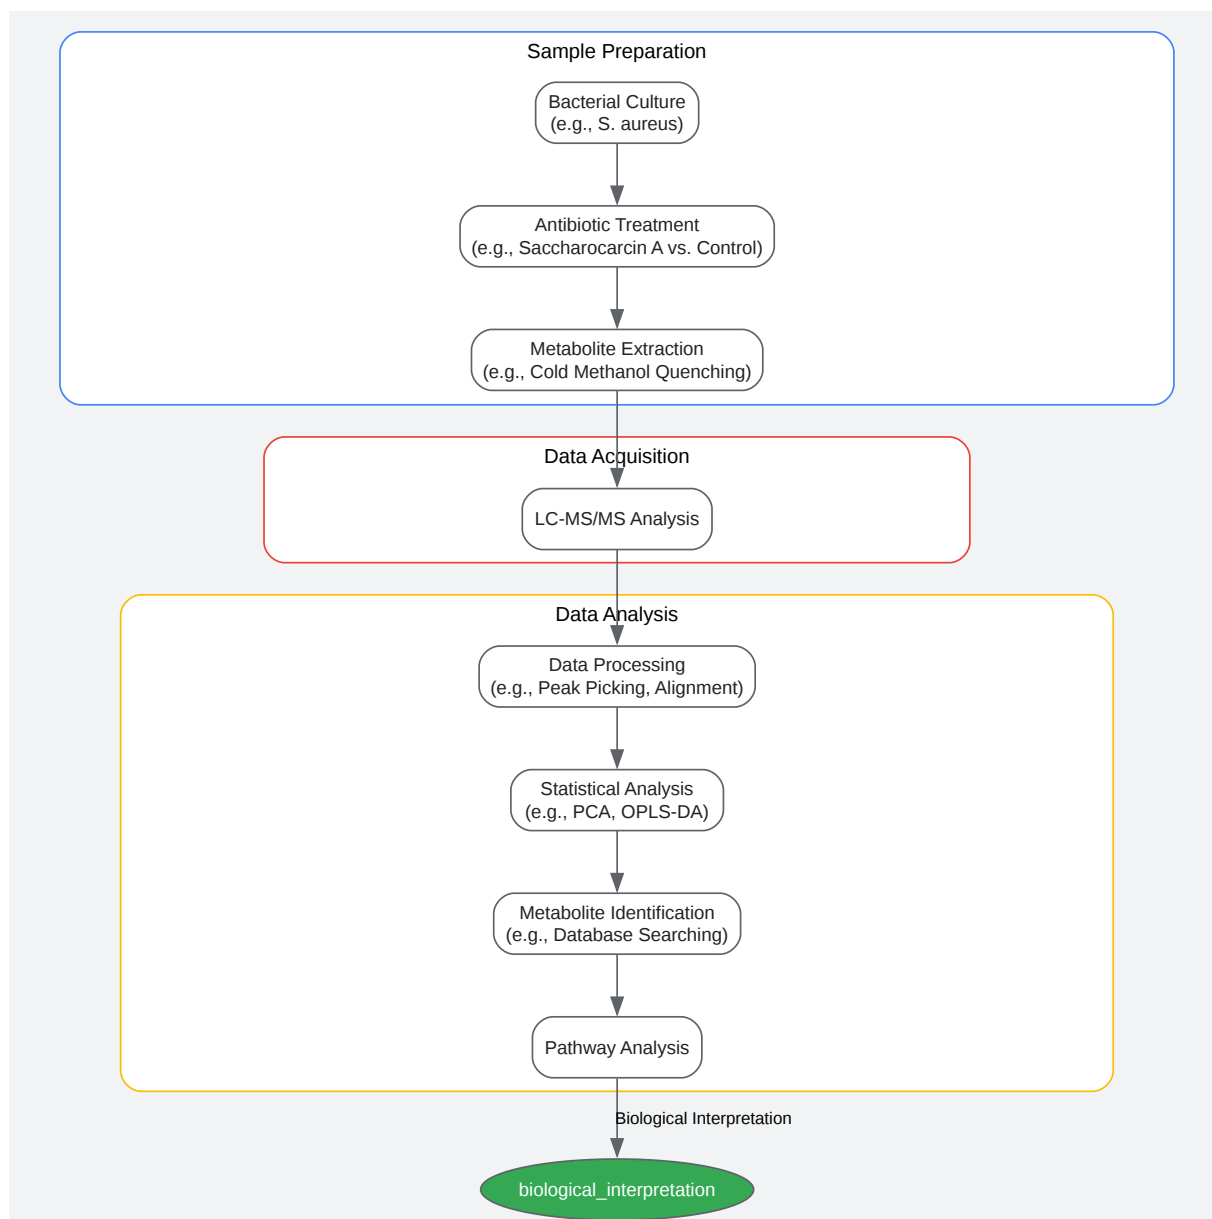 Sample Preparation
Bacterial Culture
(e.g., S. aureus)
Antibiotic Treatment
(e.g., Saccharocarcin A vs. Control)
Metabolite Extraction
(e.g., Cold Methanol Quenching)
Data Acquisition
LC-MS/MS Analysis
Data Analysis
Data Processing
(e.g., Peak Picking, Alignment)
Statistical Analysis
(e.g., PCA, OPLS-DA)
Metabolite Identification
(e.g., Database Searching)
Pathway Analysis
Biological Interpretation
biological_interpretation